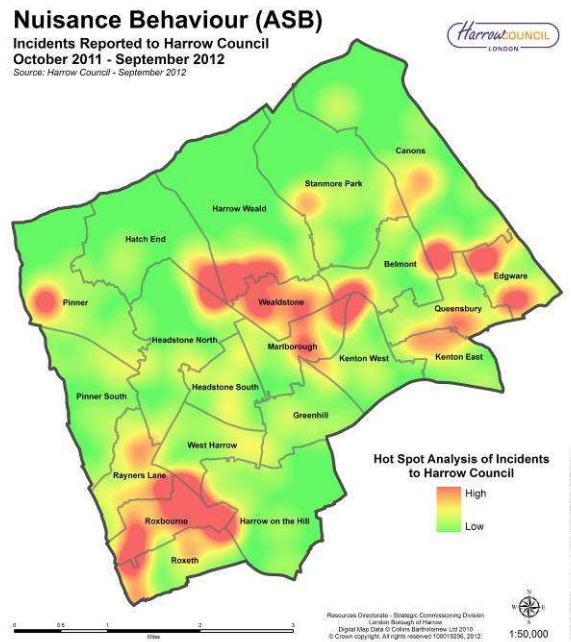 Nuisance Behaviour (ASB)
Incidents Reported to Harrow Council
October 2011 - September 2012
Source: Harrow Council - September 2012
HarrowCOUNCIL
LONDON
Canons
Stanmore Park
Harrow Weald
Hatch End
Belmont
Edgware
Pinner
Wealdstone
Queensbury
Headstone North
Marlborough
Kenton West
Kenton East
Headstone South
Pinner South
Greenhill
West Harrow
Rayners Lane
Roxbourne
Harrow on the Hill
Roxeth
Hot Spot Analysis of Incidents
to Harrow Council
High
Low
0 0.5 1 2 3
Miles
N
W E
S
Resources Directorate - Strategic Commissioning Division
London Borough of Harrow
Digital Map Data © Collins Bartholomew Ltd 2010
© Crown copyright. All rights reserved 100019206, 2012.
1:50,000